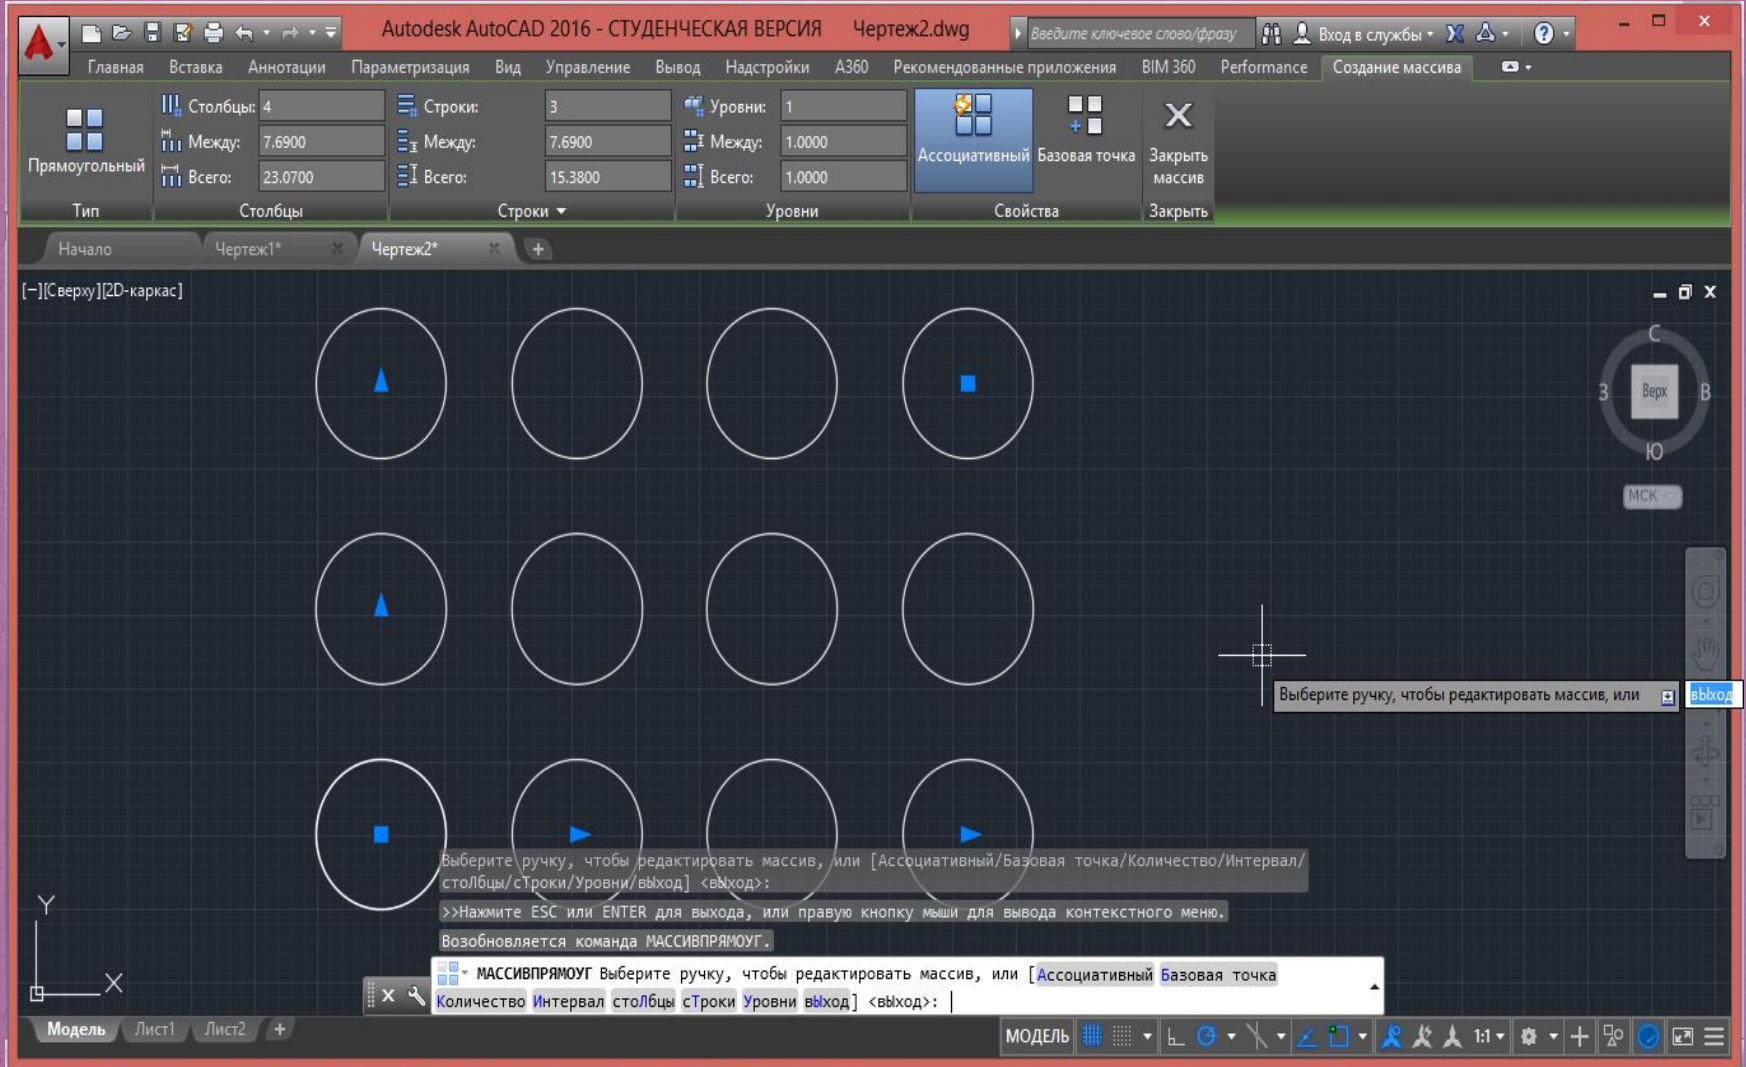 Autodesk AutoCAD 2016 - СТУДЕНЧЕСКАЯ ВЕРСИЯ Чертеж2.dwg Введите ключевое слово/фразу Вход в службы
Главная Вставка Аннотации Параметризация Вид Управление Вывод Надстройки A360 Рекомендованные приложения BIM 360 Performance Создание массива
Столбцы: 4 Строки: 3 Уровни: 1
Между: 7.6900 Между: 7.6900 Между: 1.0000
Всего: 23.0700 Всего: 15.3800 Всего: 1.0000
Прямоугольный
Ассоциативный Базовая точка Закрыть
массив
Тип Столбцы Строки Уровни Свойства Закрыть
Начало Чертеж1* Чертеж2*
[−][Сверху][2D-каркас]
С
З Верх В
Ю
МСК
Выберите ручку, чтобы редактировать массив, или вЫход
Выберите ручку, чтобы редактировать массив, или [Ассоциативный/Базовая точка/Количество/Интервал/
стоЛбцы/сТроки/Уровни/вЫход] <вЫход>:
>>Нажмите ESC или ENTER для выхода, или правую кнопку мыши для вывода контекстного меню.
Возобновляется команда МАССИВПРЯМОУГ.
Y
X
МАССИВПРЯМОУГ Выберите ручку, чтобы редактировать массив, или [Ассоциативный Базовая точка
Количество Интервал стоЛбцы сТроки Уровни вЫход] <вЫход>:
Модель Лист1 Лист2 +
МОДЕЛЬ 1:1